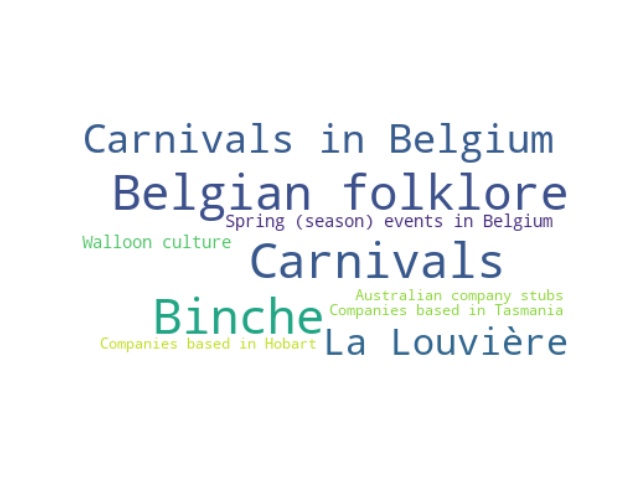 Carnivals in Belgium
Belgian folklore
Spring (season) events in Belgium
Walloon culture
Carnivals
Australian company stubs
Binche
Companies based in Tasmania
Companies based in Hobart
La Louvière